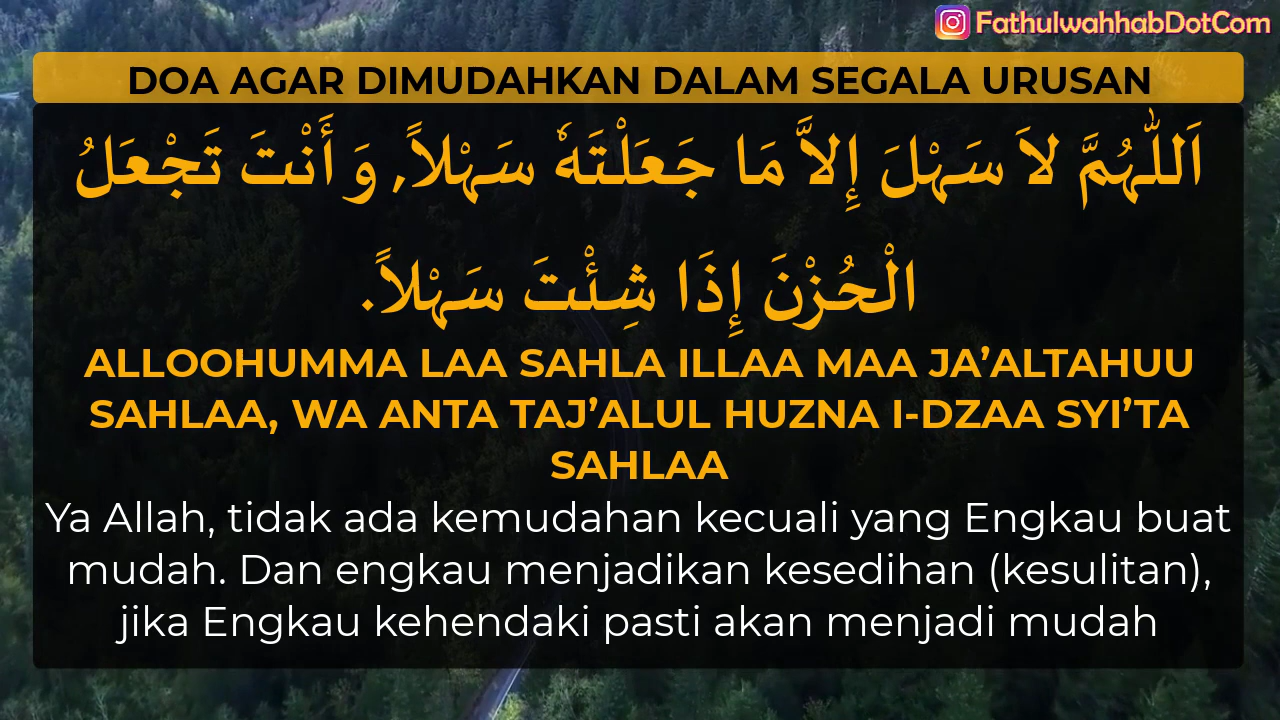 FathulwahhabDotCom
DOA AGAR DIMUDAHKAN DALAM SEGALA URUSAN
اَللّٰهُمَّ لاَ سَهْلَ إِلاَّ مَا جَعَلْتَهٗ سَهْلاً, وَ أَنْتَ تَجْعَلُ
الْحُزْنَ إِذَا شِئْتَ سَهْلاً.
ALLOOHUMMA LAA SAHLA ILLAA MAA JA’ALTAHUU
SAHLAA, WA ANTA TAJ’ALUL HUZNA I-DZAA SYI’TA
SAHLAA
Ya Allah, tidak ada kemudahan kecuali yang Engkau buat
mudah. Dan engkau menjadikan kesedihan (kesulitan),
jika Engkau kehendaki pasti akan menjadi mudah